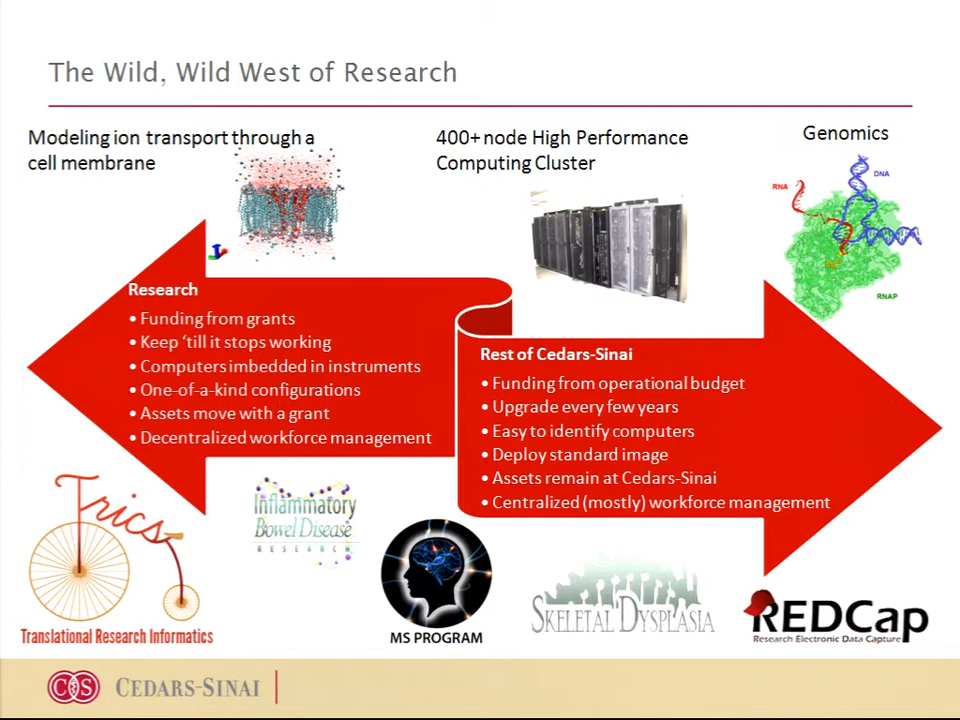 The Wild, Wild West of Research
Modeling ion transport through a
cell membrane
400+ node High Performance
Computing Cluster
Genomics
RNA
DNA
RNAP
Research
• Funding from grants
• Keep ‘till it stops working
• Computers imbedded in instruments
• One-of-a-kind configurations
• Assets move with a grant
• Decentralized workforce management
Rest of Cedars-Sinai
• Funding from operational budget
• Upgrade every few years
• Easy to identify computers
• Deploy standard image
• Assets remain at Cedars-Sinai
• Centralized (mostly) workforce management
Trics
Translational Research Informatics
Inflammatory
Bowel Disease
RESEARCH
MS PROGRAM
SKELETAL DYSPLASIA
REDCap
Research Electronic Data Capture
CS
CEDARS-SINAI